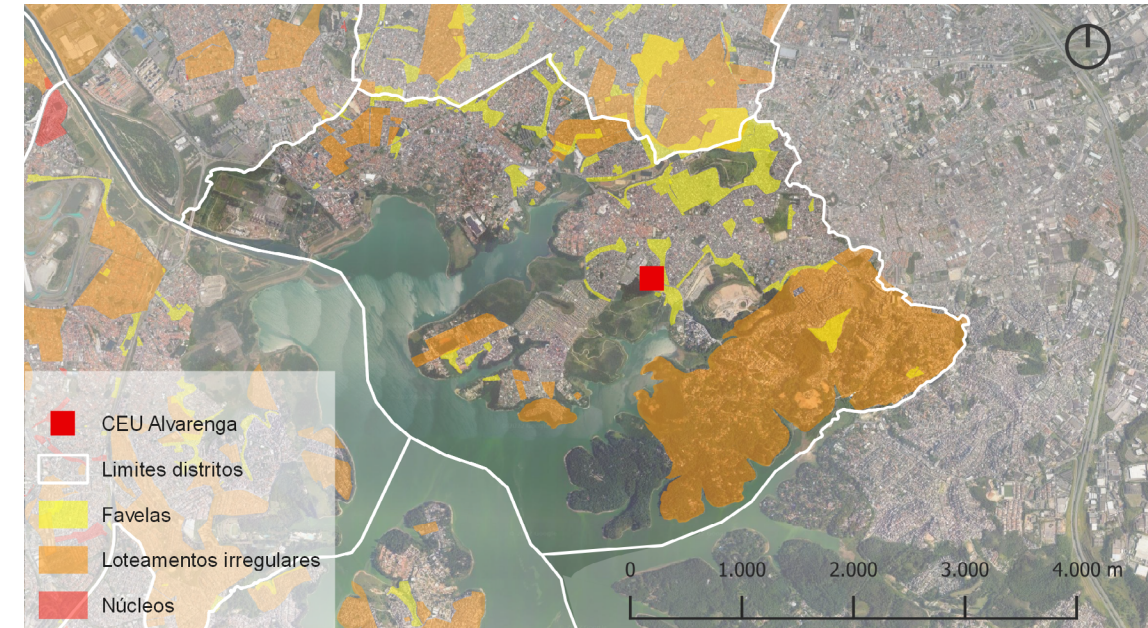 CEU Alvarenga
Limites distritos
Favelas
Loteamentos irregulares
Núcleos
0 1.000 2.000 3.000 4.000 m